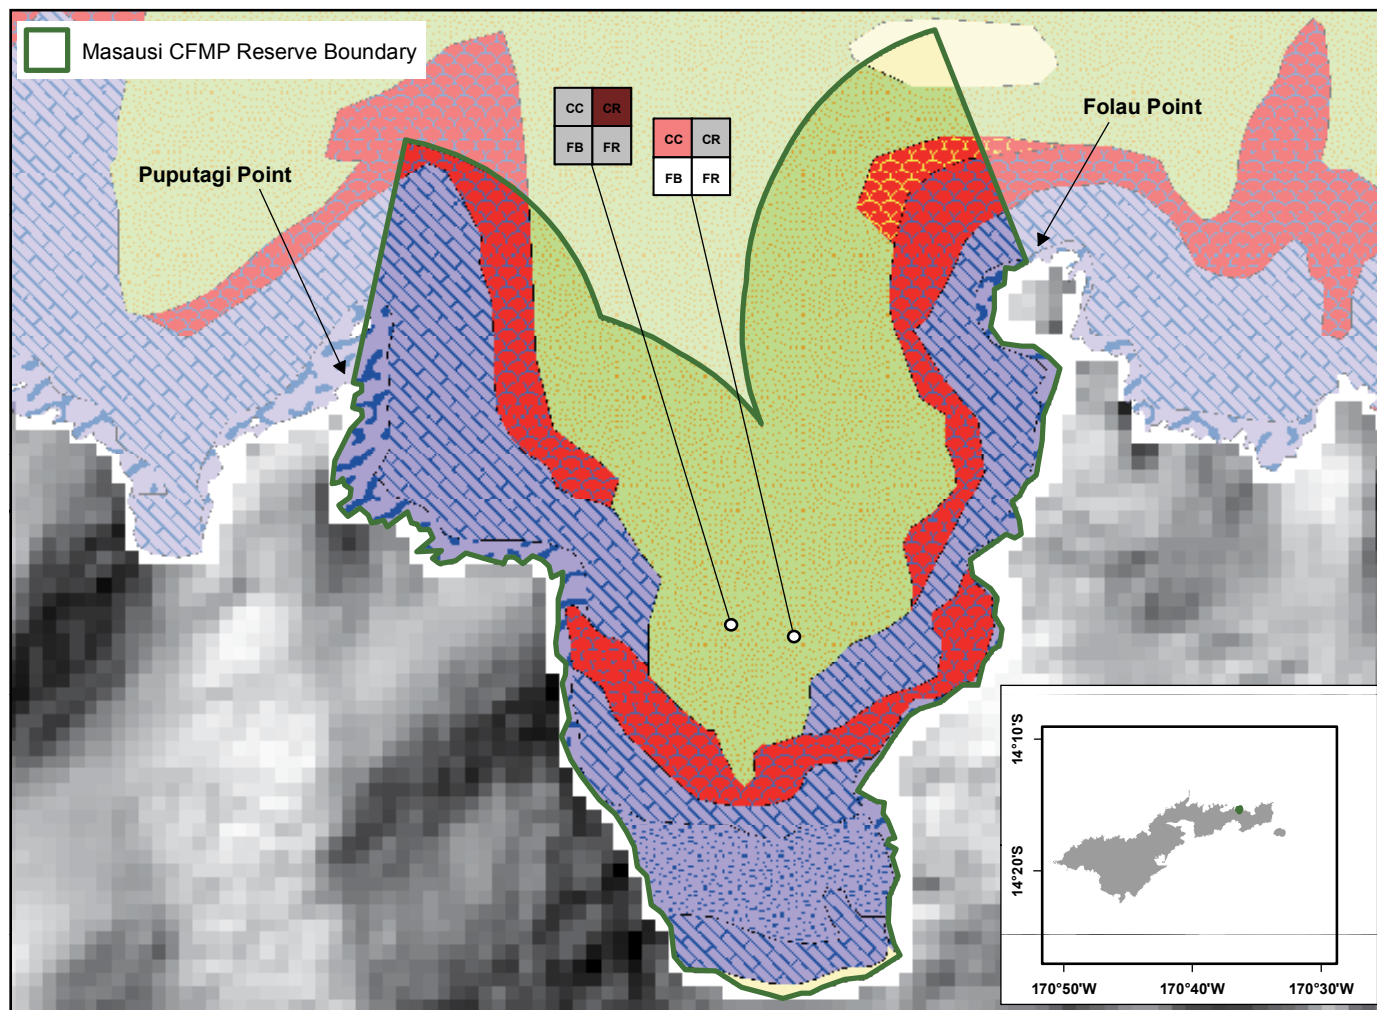 Masausi CFMP Reserve Boundary
CC CR
FB FR
CC CR
FB FR
Folau Point
Puputagi Point
14°10'S
14°20'S
170°50'W 170°40'W 170°30'W